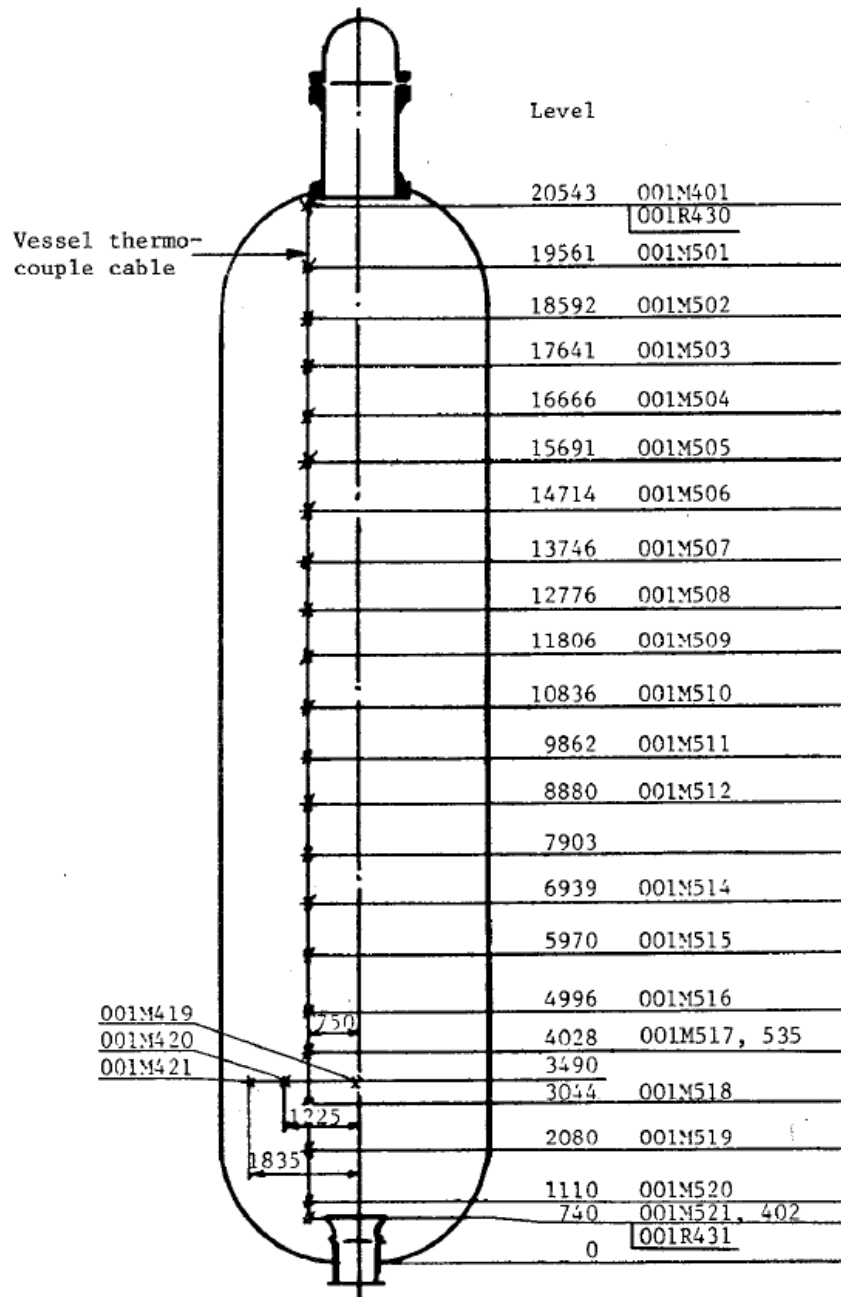 Level
20543 001M401
001R430
Vessel thermo-
couple cable
19561 001M501
18592 001M502
17641 001M503
16666 001M504
15691 001M505
14714 001M506
13746 001M507
12776 001M508
11806 001M509
10836 001M510
9862 001M511
8880 001M512
7903
6939 001M514
5970 001M515
4996 001M516
750
001M419
4028 001M517, 535
001M420
3490
001M421
3044 001M518
1225
2080 001M519
1835
1110 001M520
740 001M521, 402
001R431
0